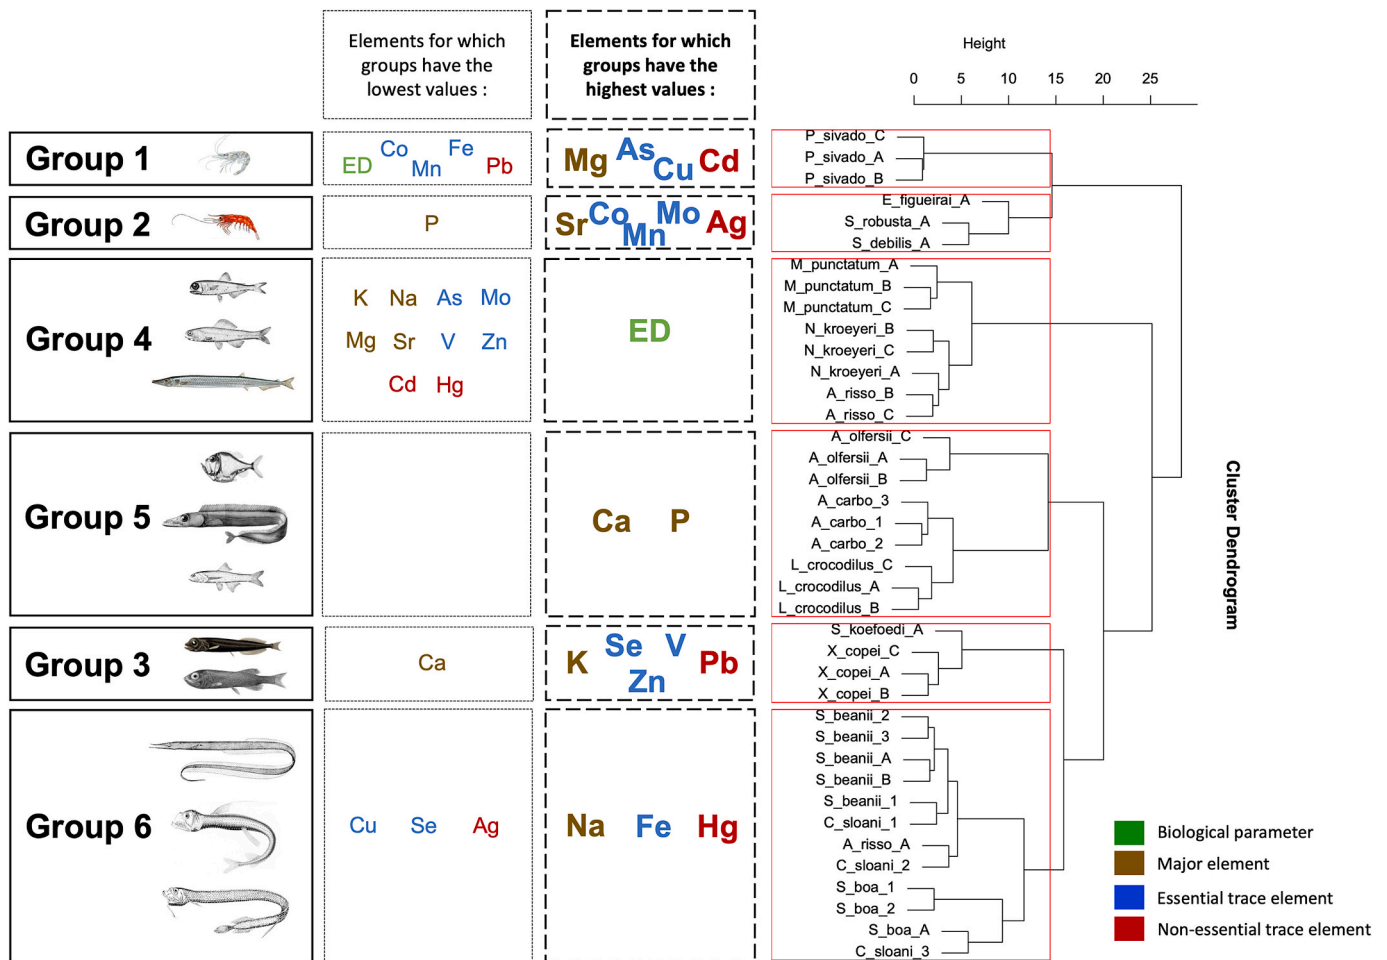 Elements for which
groups have the
lowest values :
Elements for which
groups have the
highest values :
Height
0 5 10 15 20 25
Group 1
ED Co Mn Fe Pb
Mg As Cu Cd
P_sivado_C
P_sivado_A
P_sivado_B
Group 2
P
Sr Co Mn Mo Ag
E_figueirai_A
S_robusta_A
S_debilis_A
Group 4
K Na As Mo
Mg Sr V Zn
Cd Hg
ED
M_punctatum_A
M_punctatum_B
M_punctatum_C
N_kroeyeri_B
N_kroeyeri_C
N_kroeyeri_A
A_risso_B
A_risso_C
Group 5
Ca P
A_olfersii_C
A_olfersii_A
A_olfersii_B
A_carbo_3
A_carbo_1
A_carbo_2
L_crocodilus_C
L_crocodilus_A
L_crocodilus_B
Group 3
Ca
K Se Zn V Pb
S_koefoedi_A
X_copei_C
X_copei_A
X_copei_B
Group 6
Cu Se Ag
Na Fe Hg
S_beanii_2
S_beanii_3
S_beanii_A
S_beanii_B
S_beanii_1
C_sloani_1
A_risso_A
C_sloani_2
S_boa_1
S_boa_2
S_boa_A
C_sloani_3
Cluster Dendrogram
Biological parameter
Major element
Essential trace element
Non-essential trace element